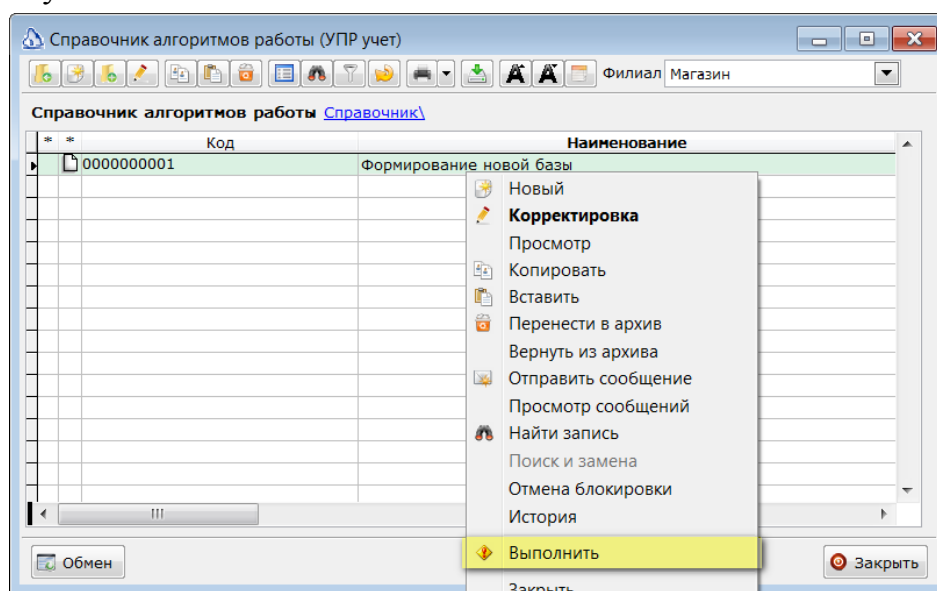 Справочник алгоритмов работы (УПР учет)
Филиал Магазин
Справочник алгоритмов работы Справочник\
* * Код Наименование
0000000001 Формирование новой базы
Новый
Корректировка
Просмотр
Копировать
Вставить
Перенести в архив
Вернуть из архива
Отправить сообщение
Просмотр сообщений
Найти запись
Поиск и замена
Отмена блокировки
История
Выполнить
Обмен
Закрыть
Закрыть